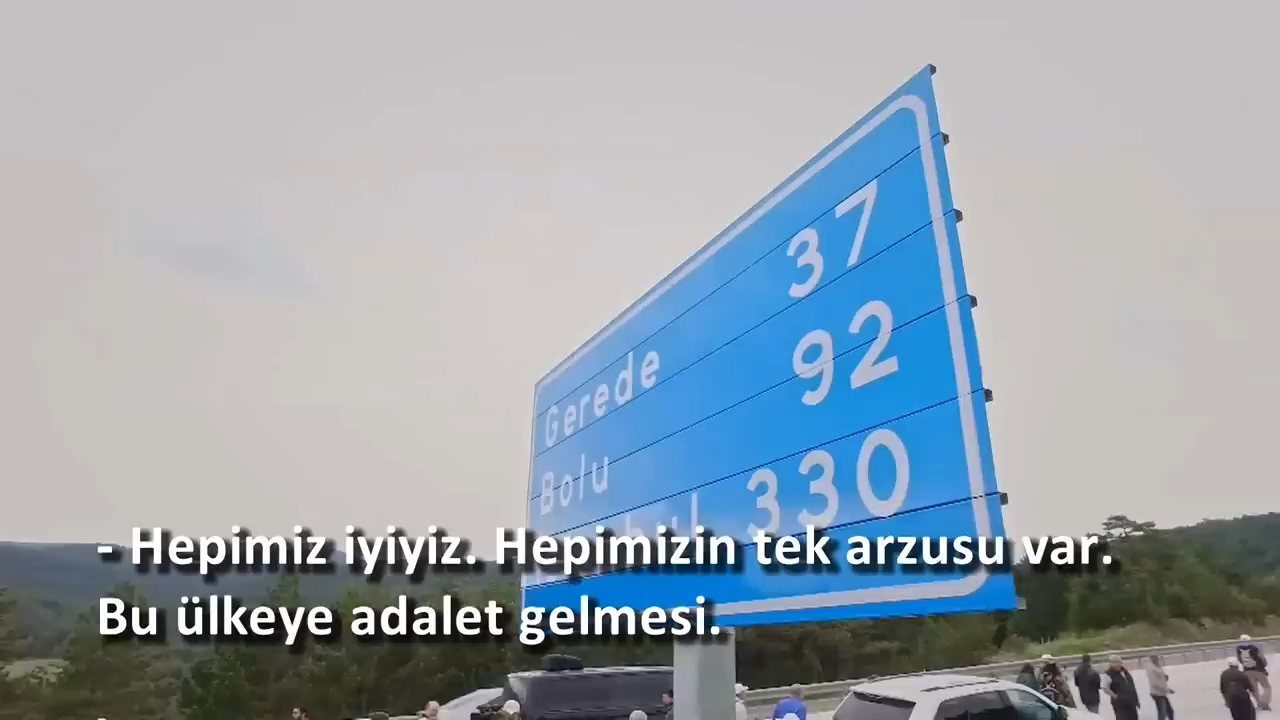 Gerede 37
Bolu 92
330
- Hepimiz iyiyiz. Hepimizin tek arzusu var.
Bu ülkeye adalet gelmesi.